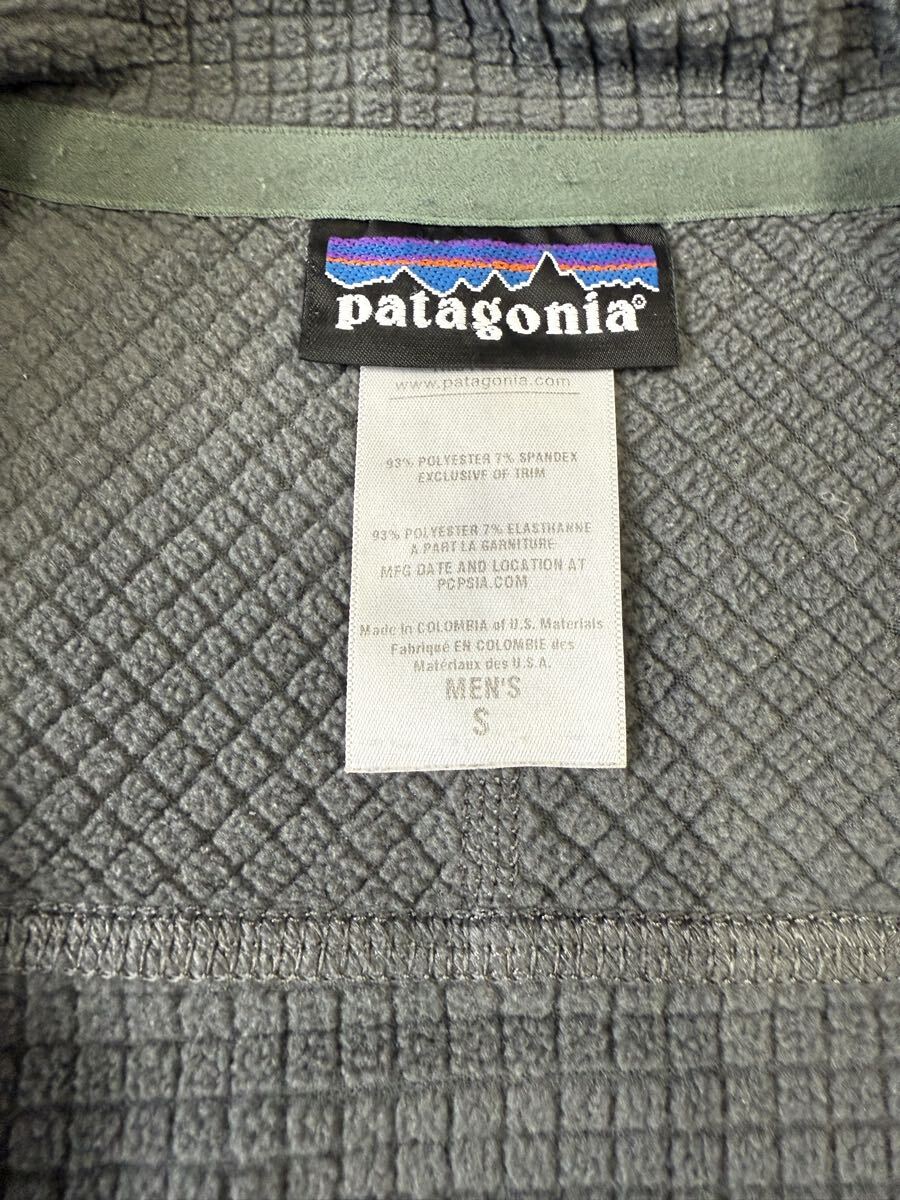 patagonia®
www.patagonia.com
93% POLYESTER 7% SPANDEX
EXCLUSIVE OF TRIM
93% POLYESTER 7% ELASTHANNE
A PART LA GARNITURE
MFG DATE AND LOCATION AT
PCPSIA.COM
Made in COLOMBIA of U.S. Materials
Fabriqué EN COLOMBIE des
Matériaux des U.S.A.
MEN'S
S